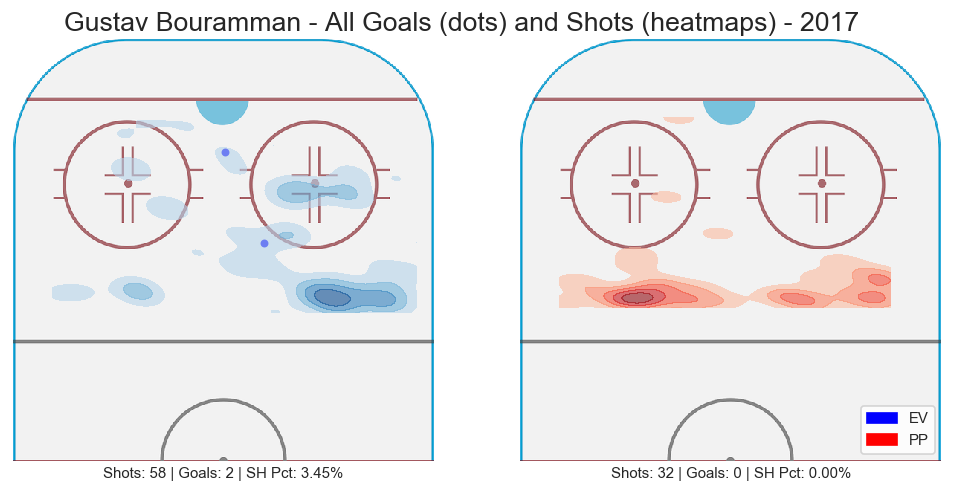 Gustav Bouramman - All Goals (dots) and Shots (heatmaps) - 2017
EV
PP
Shots: 58 | Goals: 2 | SH Pct: 3.45%
Shots: 32 | Goals: 0 | SH Pct: 0.00%